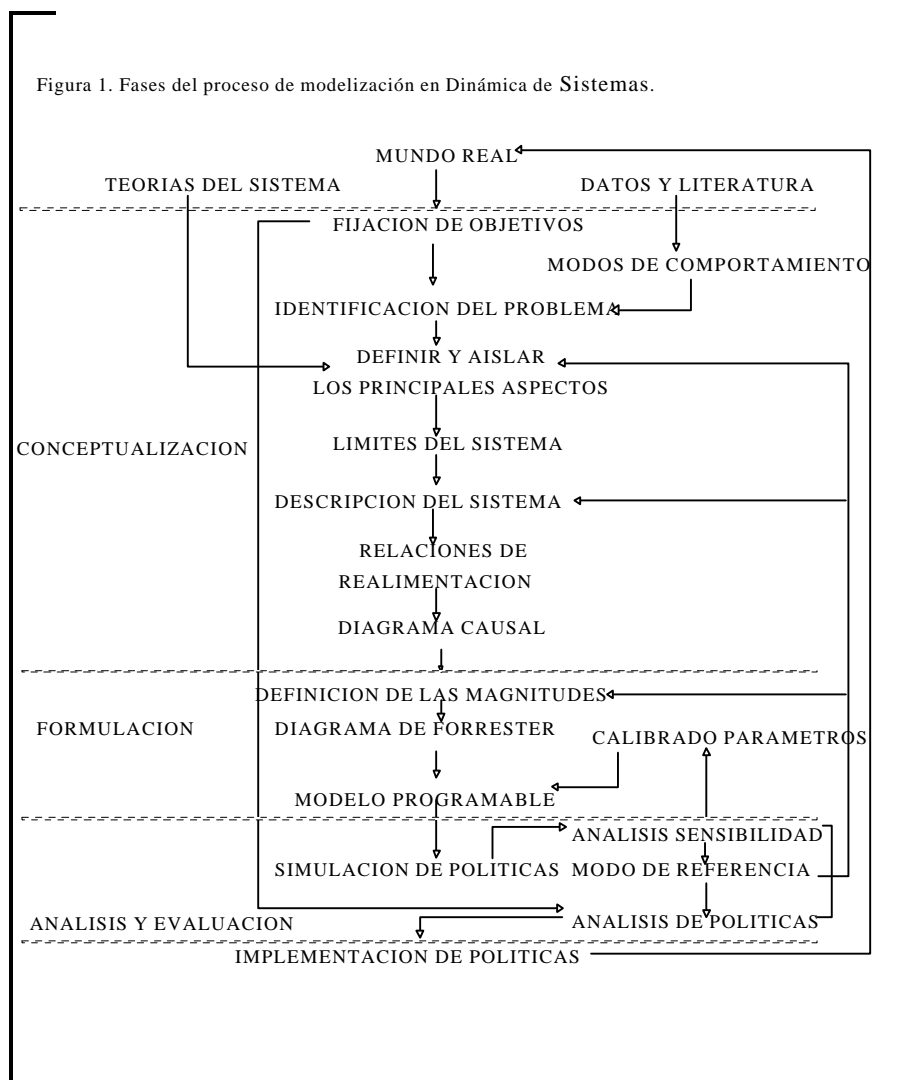 Figura 1. Fases del proceso de modelización en Dinámica de Sistemas.
MUNDO REAL
TEORIAS DEL SISTEMA
DATOS Y LITERATURA
FIJACION DE OBJETIVOS
MODOS DE COMPORTAMIENTO
IDENTIFICACION DEL PROBLEMA
DEFINIR Y AISLAR
LOS PRINCIPALES ASPECTOS
CONCEPTUALIZACION
LIMITES DEL SISTEMA
DESCRIPCION DEL SISTEMA
RELACIONES DE
REALIMENTACION
DIAGRAMA CAUSAL
DEFINICION DE LAS MAGNITUDES
FORMULACION
DIAGRAMA DE FORRESTER
CALIBRADO PARAMETROS
MODELO PROGRAMABLE
ANALISIS SENSIBILIDAD
SIMULACION DE POLITICAS
MODO DE REFERENCIA
ANALISIS Y EVALUACION
ANALISIS DE POLITICAS
IMPLEMENTACION DE POLITICAS